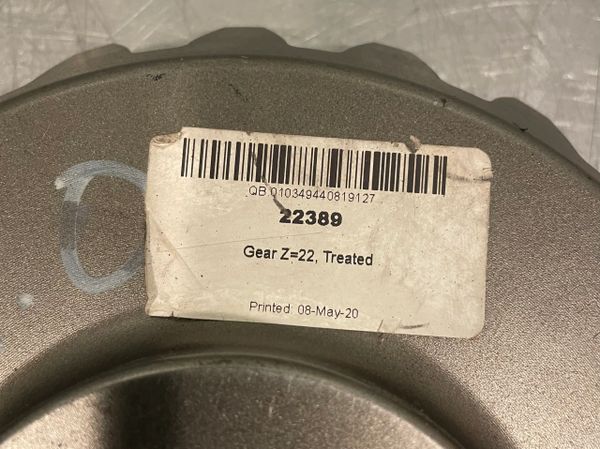 QB 010349440819127
22389
Gear Z=22, Treated
Printed: 08-May-20